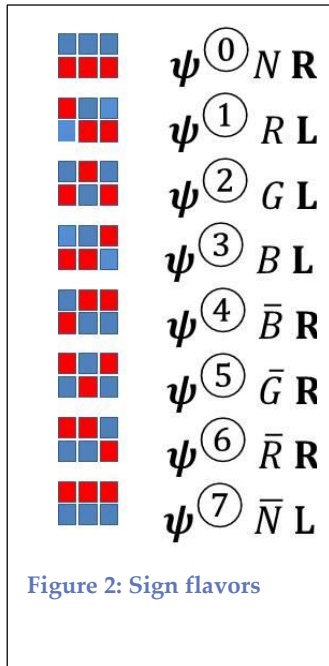 𝝍⓪ N R
𝝍① R L
𝝍② G L
𝝍③ B L
𝝍④ B̄ R
𝝍⑤ Ḡ R
𝝍⑥ R̄ R
𝝍⑦ N̄ L
Figure 2: Sign flavors